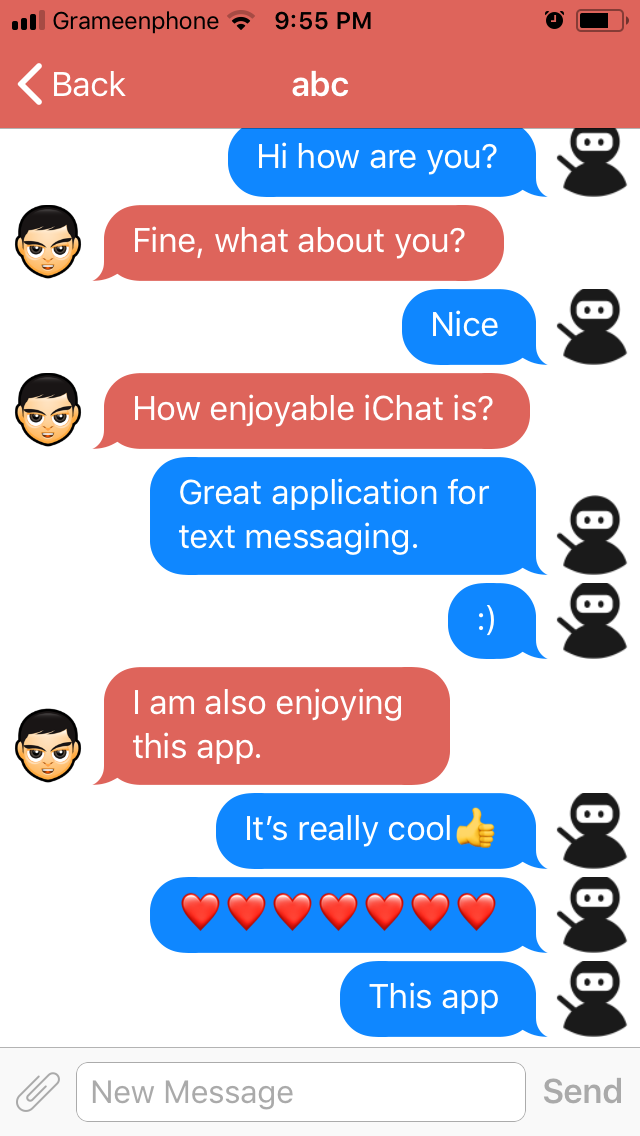 Grameenphone 9:55 PM
Back abc
Hi how are you?
Fine, what about you?
Nice
How enjoyable iChat is?
Great application for
text messaging.
:)
I am also enjoying
this app.
It’s really cool👍
❤️❤️❤️❤️❤️❤️❤️
This app
New Message Send